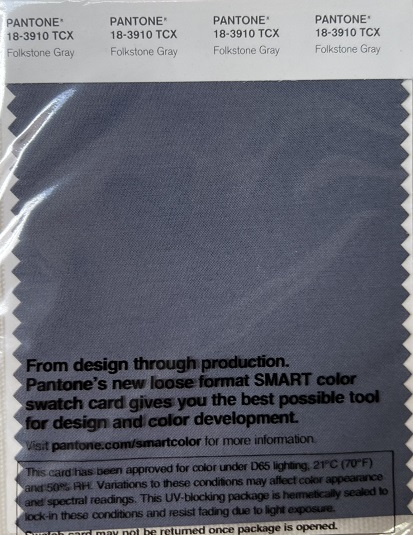 PANTONE® PANTONE® PANTONE® PANTONE®
18-3910 TCX 18-3910 TCX 18-3910 TCX 18-3910 TCX
Folkstone Gray Folkstone Gray Folkstone Gray Folkstone Gray
From design through production.
Pantone's new loose format SMART color
swatch card gives you the best possible tool
for design and color development.
Visit pantone.com/smartcolor for more information.
This card has been approved for color under D65 lighting, 21°C (70°F)
and 50% RH. Variations to these conditions may affect color appearance
and spectral readings. This UV-blocking package is hermetically sealed to
lock-in these conditions and resist fading due to light exposure.
Swatch card may not be returned once package is opened.